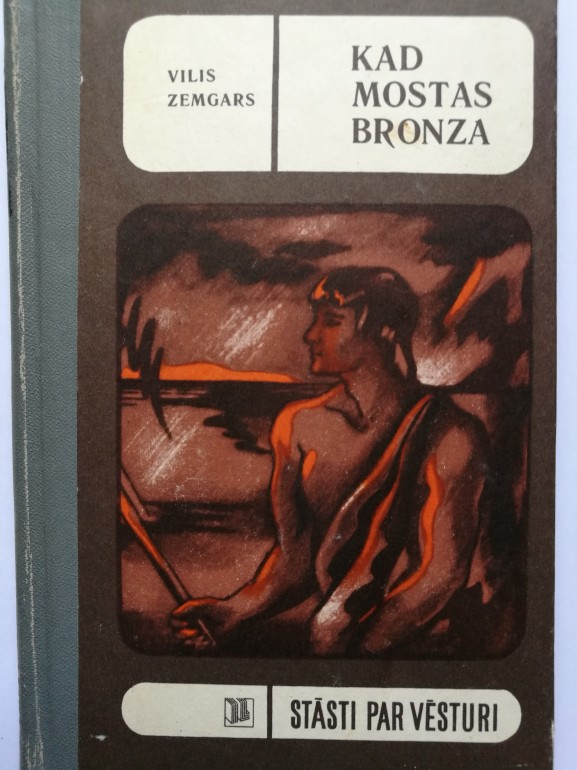 VILIS
ZEMGARS
KAD
MOSTAS
BRONZA
STĀSTI PAR VĒSTURI